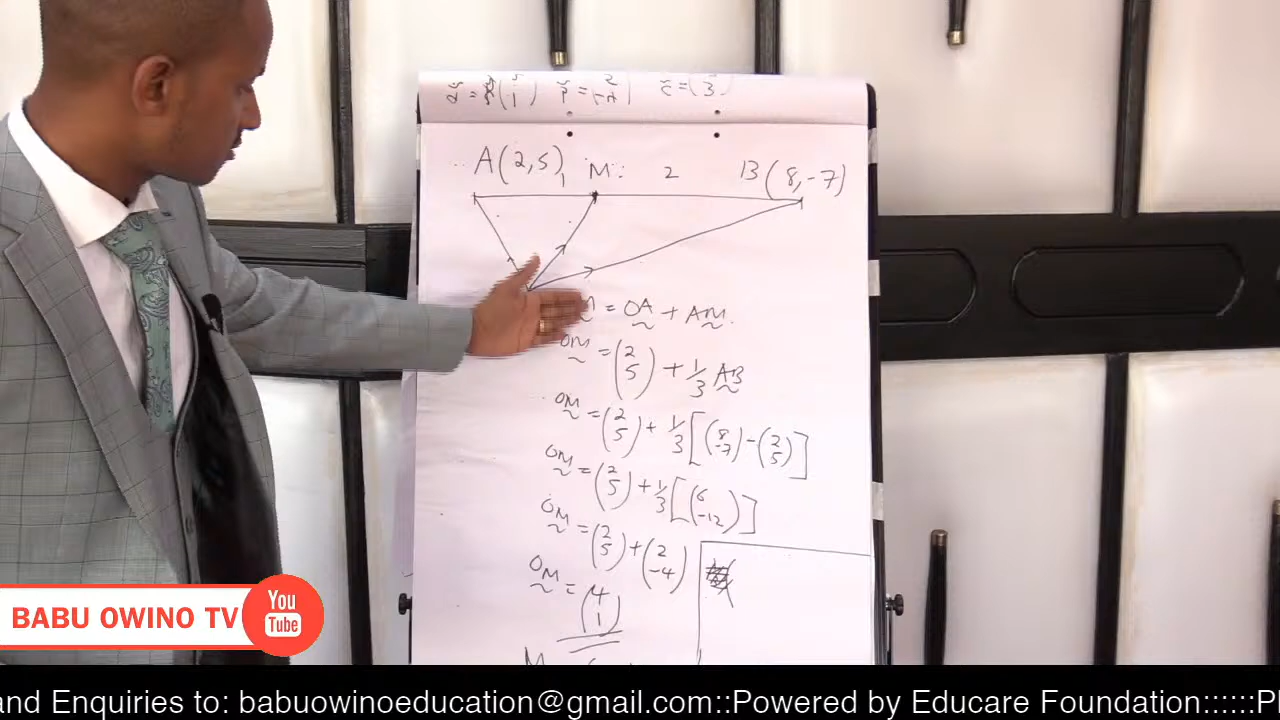 A(2,5) 1 M: 2 B(8,-7)
M = OA + AM.
OM = (2 5) + 1/3 AB
OM = (2 5) + 1/3 [(8 -7) - (2 5)]
OM = (2 5) + 1/3 [(6 -12)]
OM = (2 5) + (2 -4)
OM = (4 1)
M
BABU OWINO TV
You
Tube
and Enquiries to: babuowinoeducation@gmail.com::Powered by Educare Foundation::::::Pl